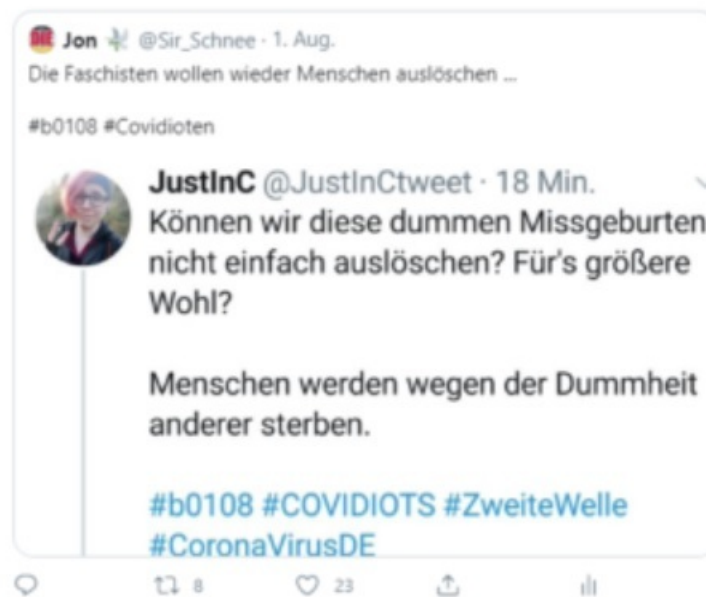 Jon @Sir_Schnee · 1. Aug.
Die Faschisten wollen wieder Menschen auslöschen ...
#b0108 #Covidioten
JustInC @JustInCtweet · 18 Min.
Können wir diese dummen Missgeburten
nicht einfach auslöschen? Für's größere
Wohl?
Menschen werden wegen der Dummheit
anderer sterben.
#b0108 #COVIDIOTS #ZweiteWelle
#CoronaVirusDE
8 23